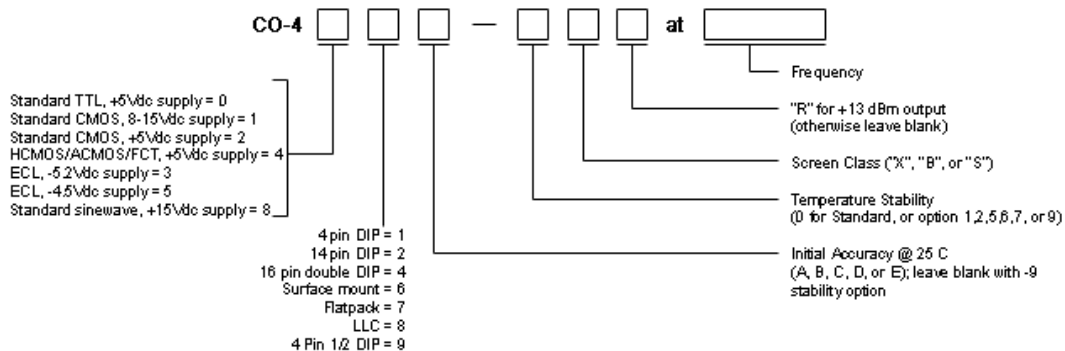 CO-4 — at
Frequency
"R" for +13 dBm output
(otherwise leave blank)
Screen Class ("X", "B", or "S")
Temperature Stability
(0 for Standard, or option 1,2,5,6,7, or 9)
Initial Accuracy @ 25 C
(A, B, C, D, or E); leave blank with -9
stability option
Standard TTL, +5Vdc supply = 0
Standard CMOS, 8-15Vdc supply = 1
Standard CMOS, +5Vdc supply = 2
HCMOS/ACMOS/FCT, +5Vdc supply = 4
ECL, -5.2Vdc supply = 3
ECL, -4.5Vdc supply = 5
Standard sinewave, +15Vdc supply = 8
4 pin DIP = 1
14 pin DIP = 2
16 pin double DIP = 4
Surface mount = 6
Flatpack = 7
LLC = 8
4 Pin 1/2 DIP = 9